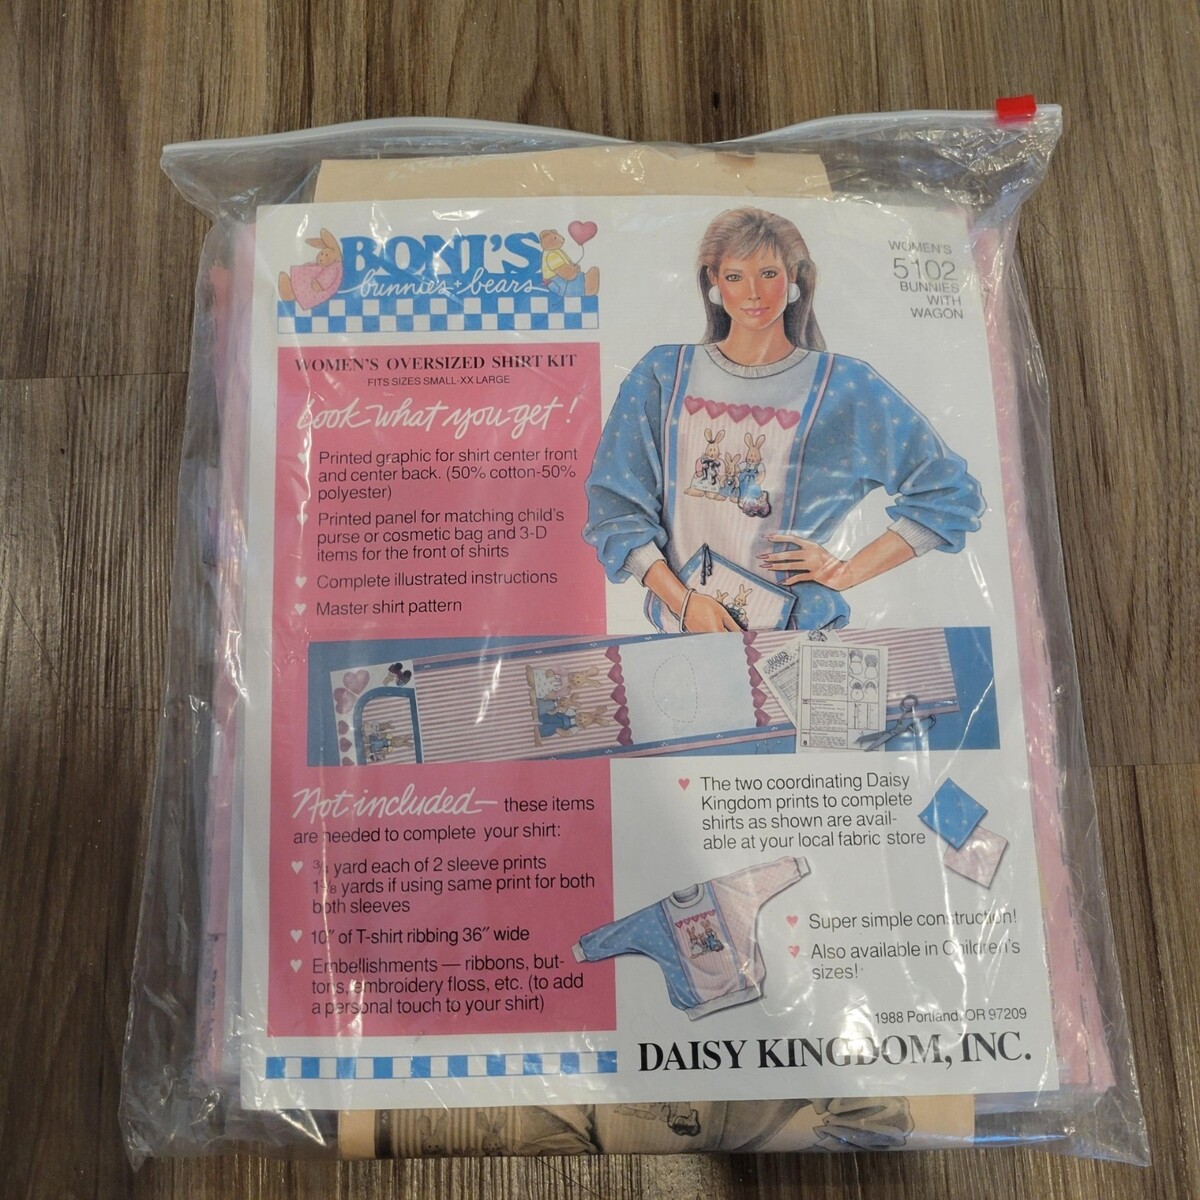 BONI'S
bunnies + bears
WOMEN'S
5102
BUNNIES
WITH
WAGON
WOMEN'S OVERSIZED SHIRT KIT
FITS SIZES SMALL-XX LARGE
Look what you get!
Printed graphic for shirt center front
and center back. (50% cotton-50%
polyester)
Printed panel for matching child's
purse or cosmetic bag and 3-D
items for the front of shirts
Complete illustrated instructions
Master shirt pattern
Not included— these items
are needed to complete your shirt:
¾ yard each of 2 sleeve prints
yards if using same print for both
both sleeves
10″ of T-shirt ribbing 36″ wide
Embellishments — ribbons, but-
tons, embroidery floss, etc. (to add
a personal touch to your shirt)
The two coordinating Daisy
Kingdom prints to complete
shirts as shown are avail-
able at your local fabric store
Super simple construction!
Also available in Children's
sizes!
1988 Portland, OR 97209
DAISY KINGDOM, INC.